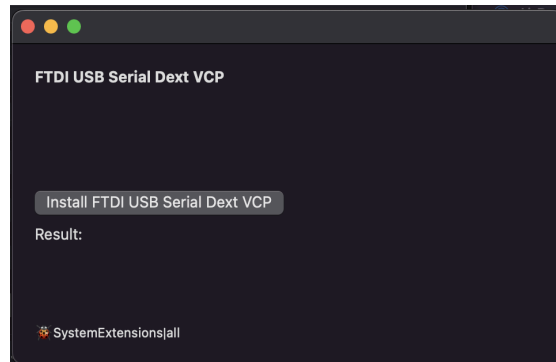 FTDI USB Serial Dext VCP
Install FTDI USB Serial Dext VCP
Result:
🐞 SystemExtensions|all